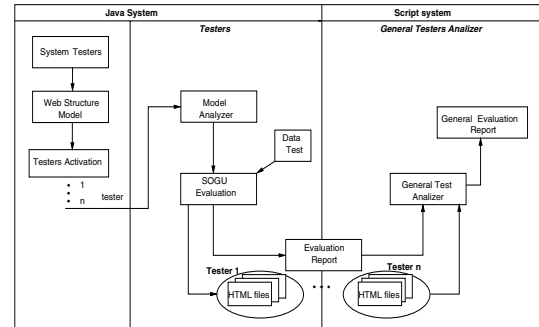 Java System
Script system
Testers
General Testers Analizer
System Testers
Web Structure
Model
Testers Activation
1
tester
n
Model
Analyzer
Data
Test
SOGU
Evaluation
General Evaluation
Report
General Test
Analizer
Evaluation
Report
Tester 1
HTML files
Tester n
HTML files